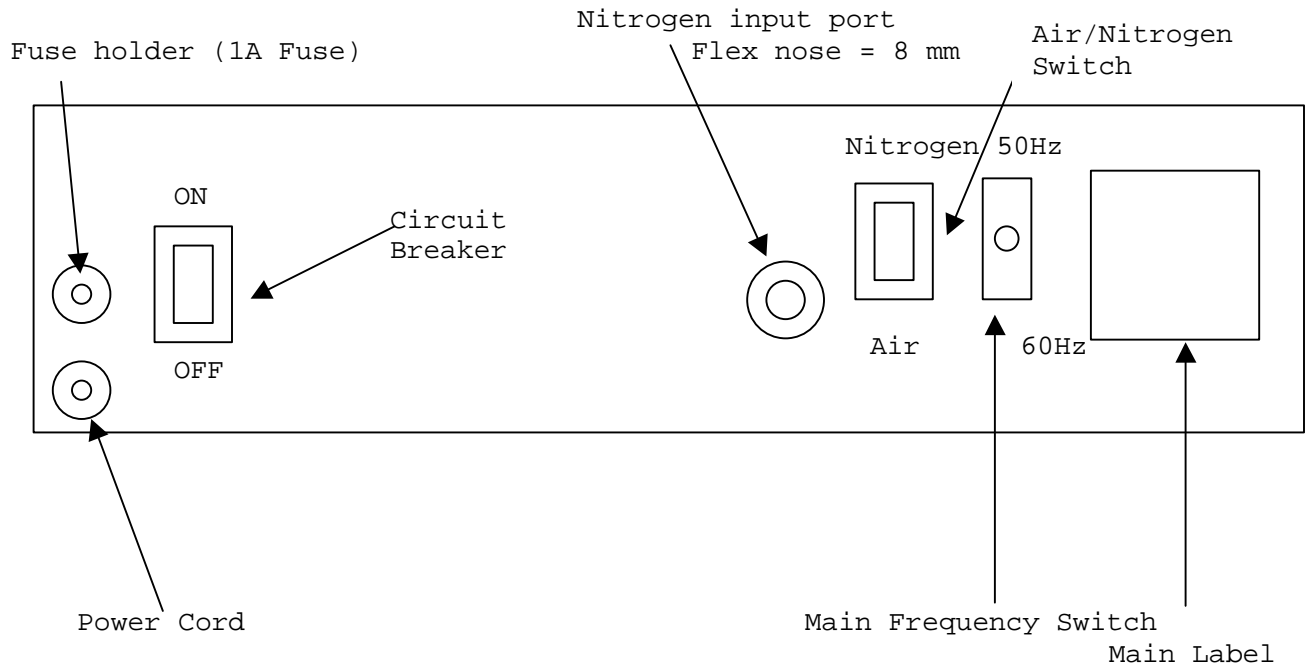 Nitrogen input port
Flex nose = 8 mm
Fuse holder (1A Fuse)
Air/Nitrogen
Switch
Nitrogen 50Hz
ON
Circuit
Breaker
OFF
Air
60Hz
Power Cord
Main Frequency Switch
Main Label